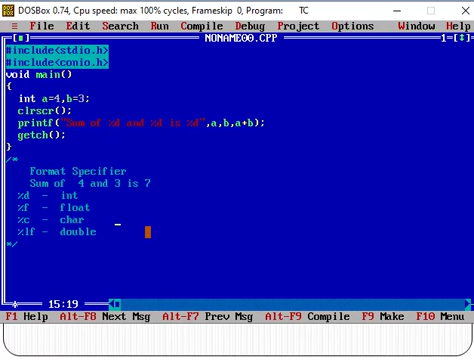 DOSBox 0.74, Cpu speed: max 100% cycles, Frameskip 0, Program: TC
≡ File Edit Search Run Compile Debug Project Options Window Help
[■] NONAME00.CPP 1=[↕]
#include<stdio.h>
#include<conio.h>
void main()
{
int a=4,b=3;
clrscr();
printf("Sum of %d and %d is %d",a,b,a+b);
getch();
}
/*
Format Specifier
Sum of 4 and 3 is 7
%d - int
%f - float
%c - char
%lf - double
*/
15:19
F1 Help Alt-F8 Next Msg Alt-F7 Prev Msg Alt-F9 Compile F9 Make F10 Menu